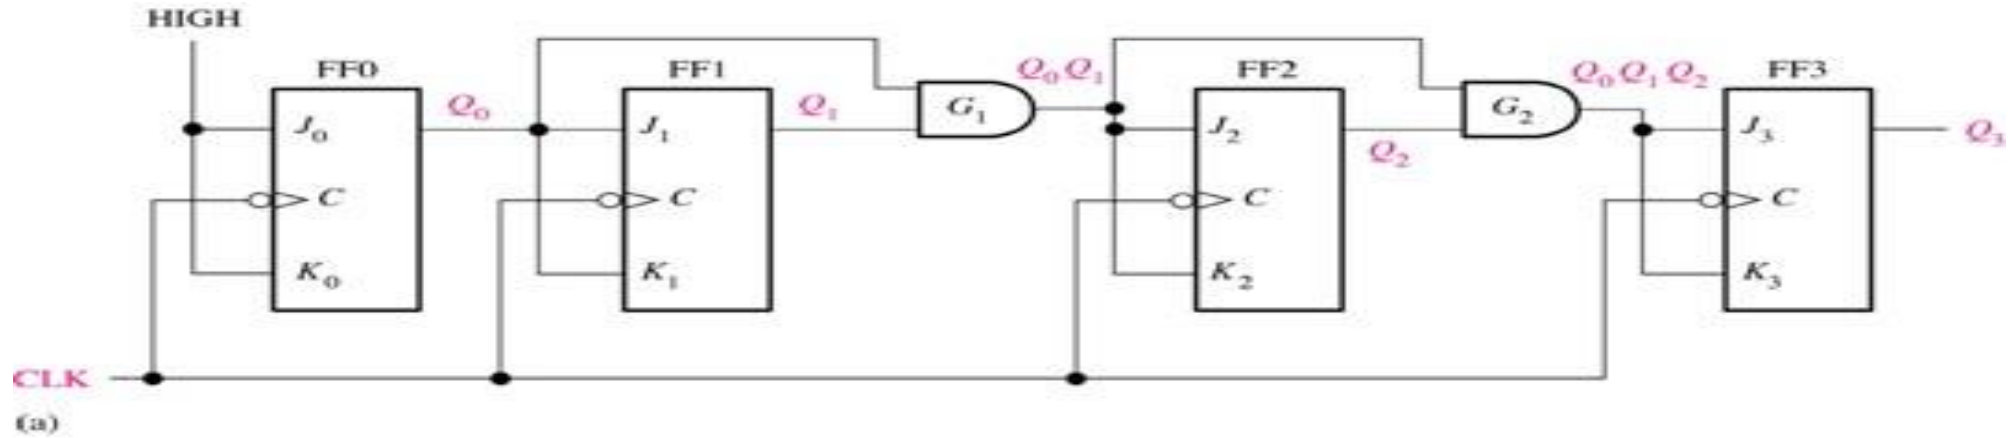 HIGH
FF0
FF1
Q₀Q₁
FF2
Q₀Q₁Q₂
FF3
J₀
Q₀
J₁
Q₁
G₁
J₂
Q₂
G₂
J₃
Q₃
C
C
C
C
K₀
K₁
K₂
K₃
CLK
(a)